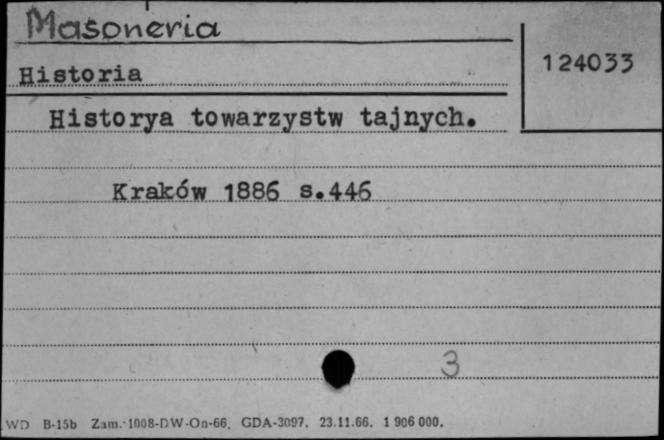 Masoneria
Historia
124033
Historya towarzystw tajnych.
Kraków 1886 s.446
3
WD B-15b Zam. 1008-DW-On-66. GDA-3097. 23.11.66. 1 906 000.